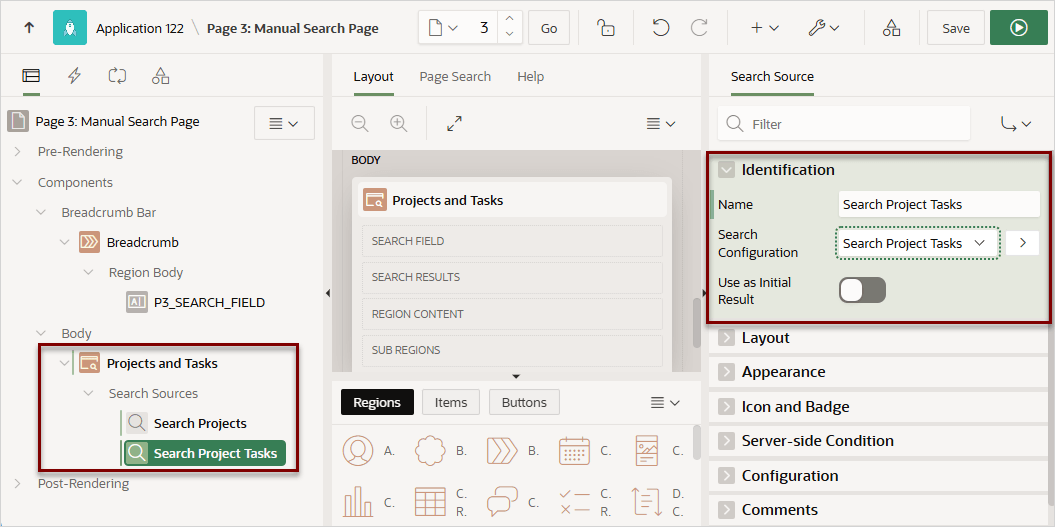 Application 122 \ Page 3: Manual Search Page
3
Go
Save
Layout
Page Search
Help
Search Source
Page 3: Manual Search Page
Pre-Rendering
Components
Breadcrumb Bar
Breadcrumb
Region Body
P3_SEARCH_FIELD
Body
Projects and Tasks
Search Sources
Search Projects
Search Project Tasks
Post-Rendering
BODY
Projects and Tasks
SEARCH FIELD
SEARCH RESULTS
REGION CONTENT
SUB REGIONS
Regions
Items
Buttons
A.
B.
B.
C.
C.
C.
C.
R.
C.
C.
R.
D.
C.
Filter
Identification
Name
Search Project Tasks
Search
Configuration
Search Project Tasks
Use as Initial
Result
Layout
Appearance
Icon and Badge
Server-side Condition
Configuration
Comments